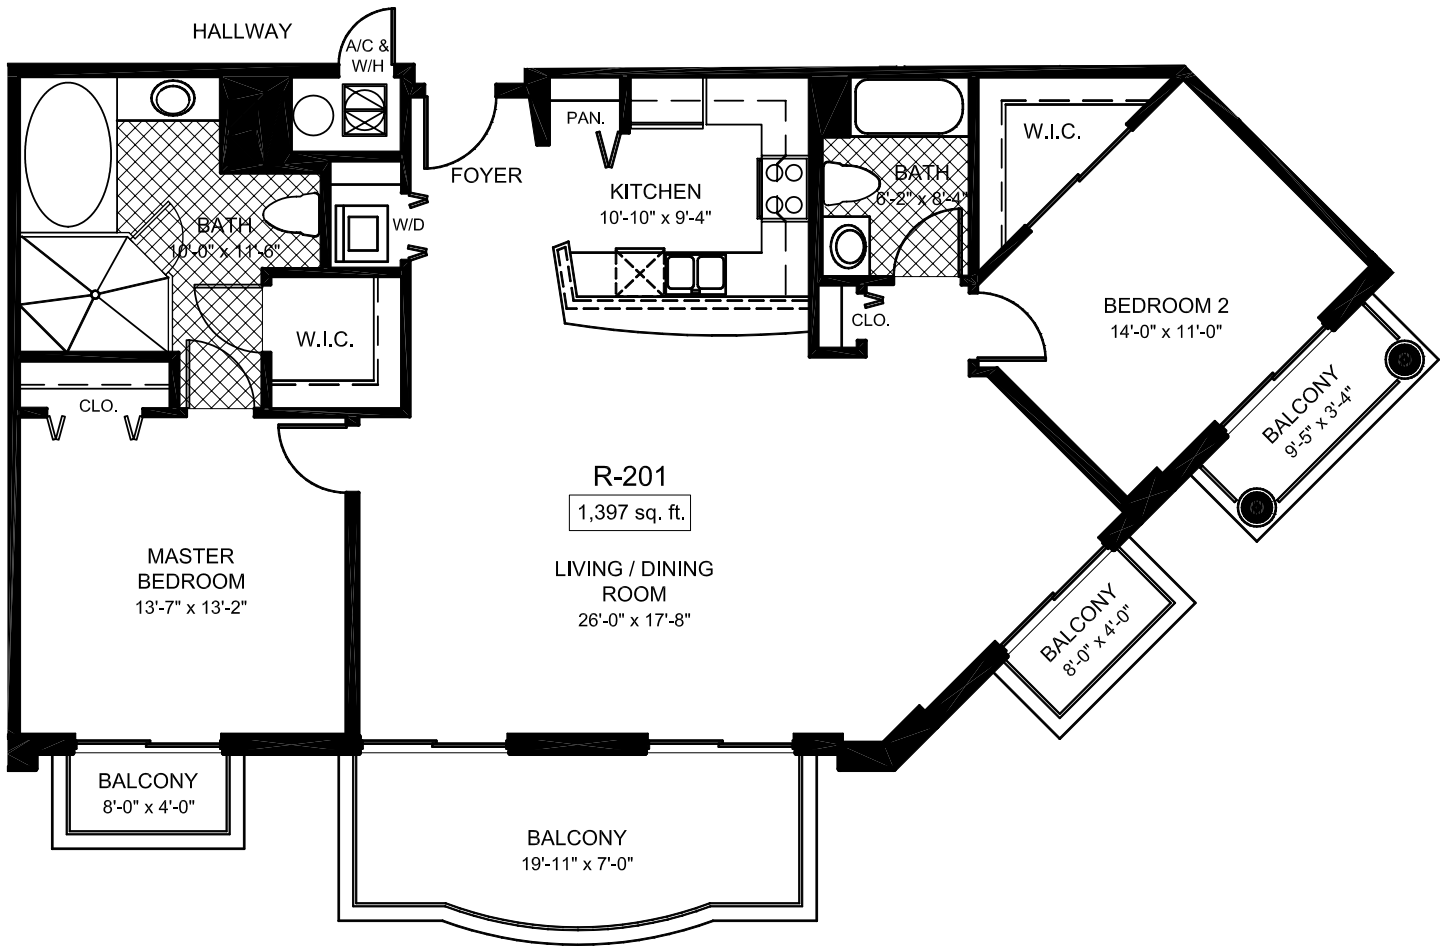 HALLWAY
A/C &
W/H
PAN.
FOYER
KITCHEN
10'-10" x 9'-4"
BATH
6'-2" x 8'-4"
W.I.C.
BATH
10'-0" x 11'-6"
W/D
W.I.C.
CLO.
CLO.
BEDROOM 2
14'-0" x 11'-0"
BALCONY
9'-5" x 3'-4"
R-201
1,397 sq. ft.
LIVING / DINING
ROOM
26'-0" x 17'-8"
MASTER
BEDROOM
13'-7" x 13'-2"
BALCONY
8'-0" x 4'-0"
BALCONY
8'-0" x 4'-0"
BALCONY
19'-11" x 7'-0"